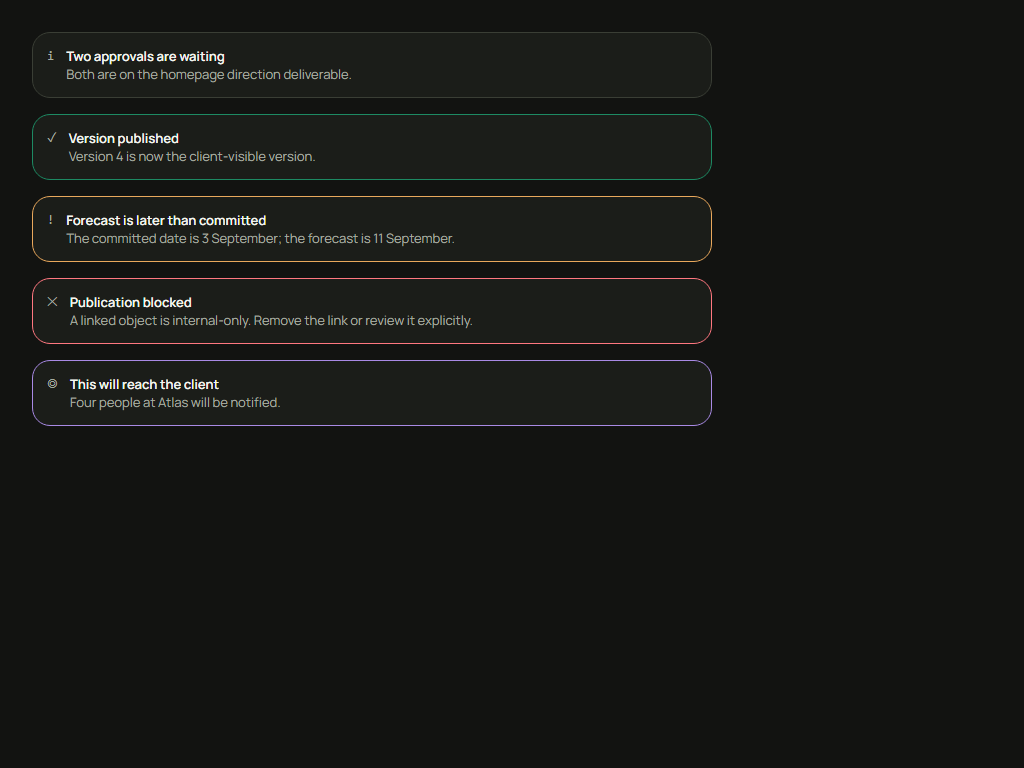 i Two approvals are waiting
Both are on the homepage direction deliverable.
✓ Version published
Version 4 is now the client-visible version.
! Forecast is later than committed
The committed date is 3 September; the forecast is 11 September.
✕ Publication blocked
A linked object is internal-only. Remove the link or review it explicitly.
◎ This will reach the client
Four people at Atlas will be notified.